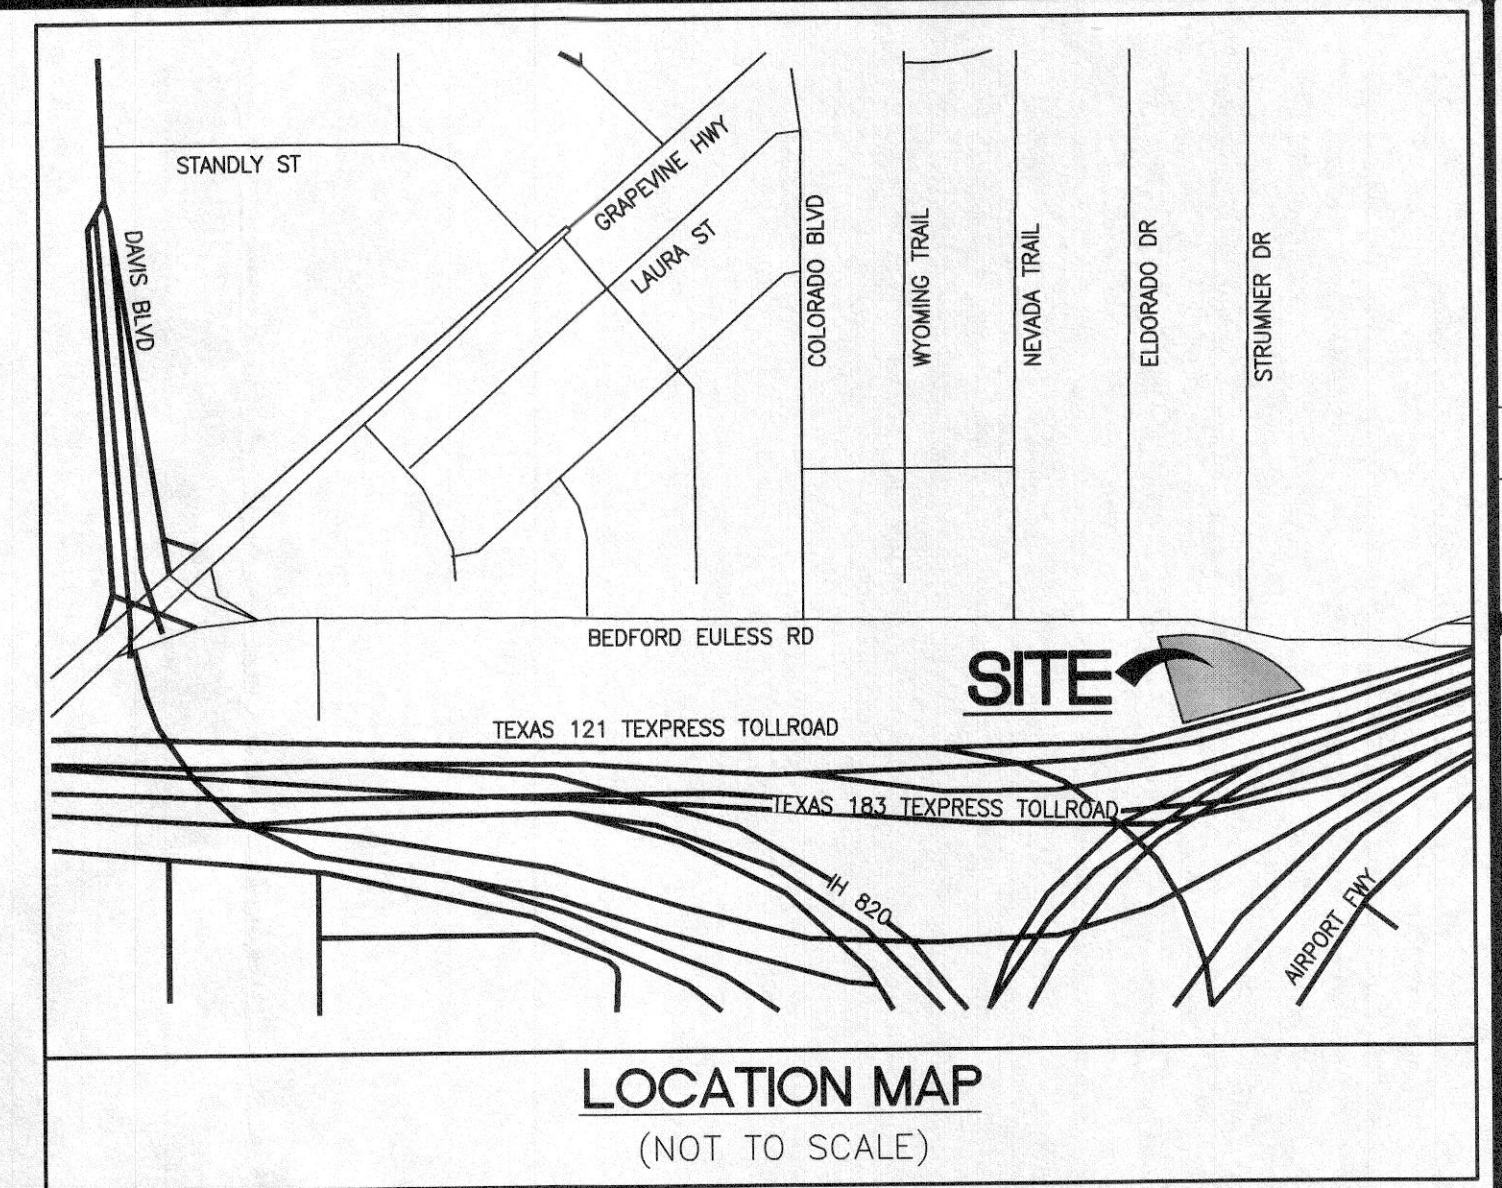 STANDLY ST
DAVIS BLVD
GRAPEVINE HWY
LAURA ST
COLORADO BLVD
WYOMING TRAIL
NEVADA TRAIL
ELDORADO DR
STRUMNER DR
BEDFORD EULESS RD
SITE
TEXAS 121 TEXPRESS TOLLROAD
TEXAS 183 TEXPRESS TOLLROAD
IH 820
AIRPORT FWY
LOCATION MAP
(NOT TO SCALE)